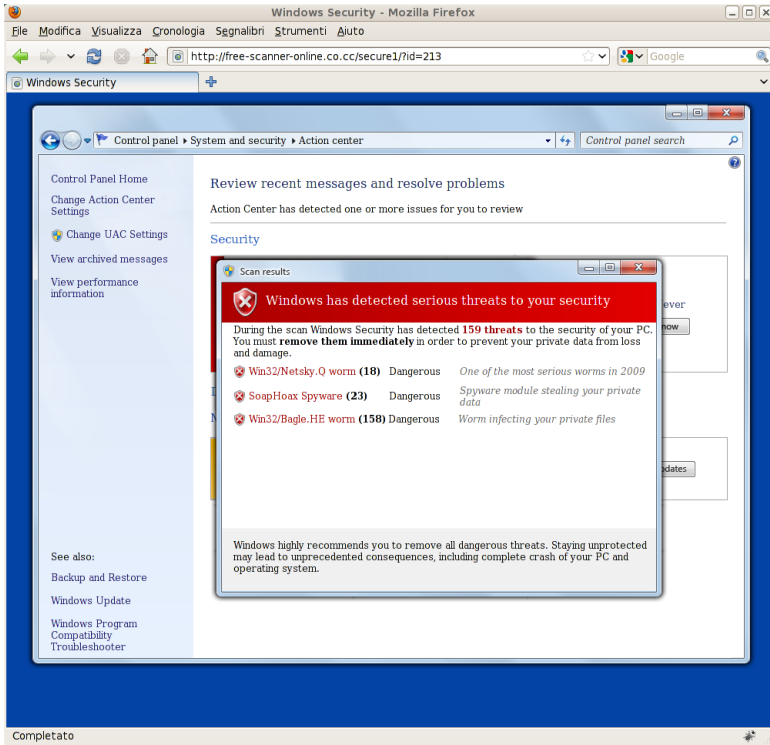 Windows Security - Mozilla Firefox
File Modifica Visualizza Cronologia Segnalibri Strumenti Aiuto
http://free-scanner-online.co.cc/secure1/?id=213
Google
Windows Security
Control panel Système and security Action center
Control panel search
Control Panel Home
Review recent messages and resolve problems
Change Action Center
Settings
Action Center has detected one or more issues for you to review
Change UAC Settings
Security
View archived messages
View performance
information
Scan results
Windows has detected serious threats to your security
ever
now
During the scan Windows Security has detected 159 threats to the security of your PC.
You must remove them immediately in order to prevent your private data from loss
and damage.
Win32/Netsky.Q worm (18) Dangerous One of the most serious worms in 2009
SoapHoax Spyware (23) Dangerous Spyware module stealing your private
data
Win32/Bagle.HE worm (158) Dangerous Worm infecting your private files
pdates
Windows highly recommends you to remove all dangerous threats. Staying unprotected
may lead to unprecedented consequences, including complete crash of your PC and
operating system.
See also:
Backup and Restore
Windows Update
Windows Program
Compatibility
Troubleshooter
Completato